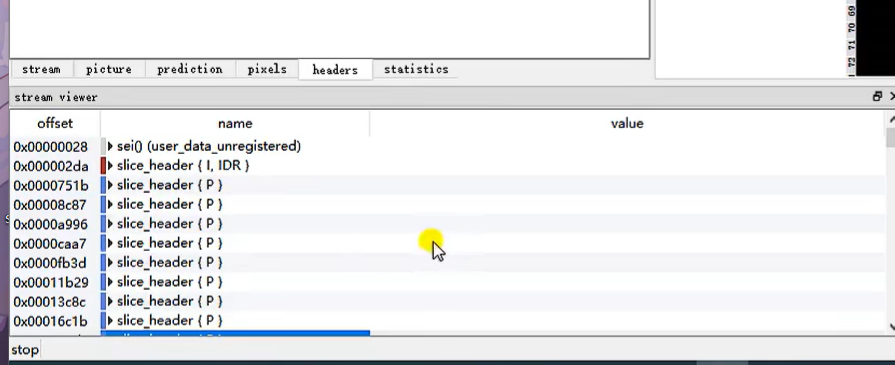 69
70
71
1 72
stream picture prediction pixels headers statistics
stream viewer
offset name value
0x00000028 sei() (user_data_unregistered)
0x000002da slice_header { I, IDR }
0x0000751b slice_header { P }
0x00008c87 slice_header { P }
0x0000a996 slice_header { P }
0x0000caa7 slice_header { P }
0x0000fb3d slice_header { P }
0x00011b29 slice_header { P }
0x00013c8c slice_header { P }
0x00016c1b slice_header { P }
stop